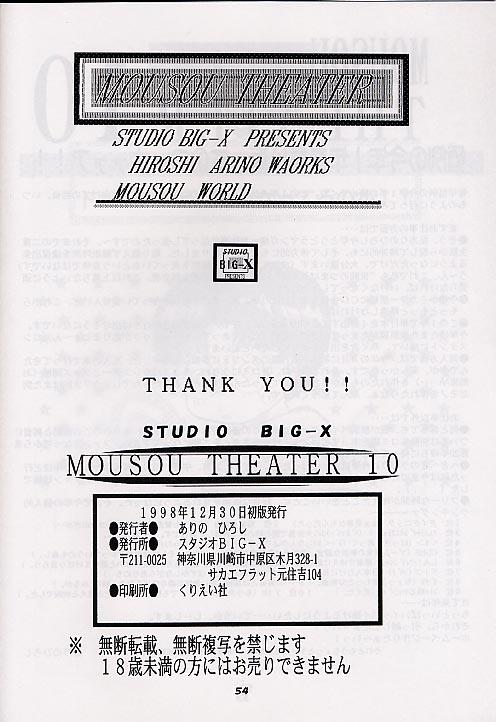 MOUSOU THEATER
STUDIO BIG-X PRESENTS
HIROSHI ARINO WAORKS
MOUSOU WORLD
STUDIO
BIG-X
PRESENTS
THANK YOU!!
STUDIO BIG-X
MOUSOU THEATER 10
1998年12月30日初版発行
●発行者● ありの ひろし
●発行所● スタジオBIG-X
〒211-0025 神奈川県川崎市中原区木月328-1
サカエフラット元住吉104
●印刷所● くりえい社
※ 無断転載、無断複写を禁じます
18歳未満の方にはお売りできません
54